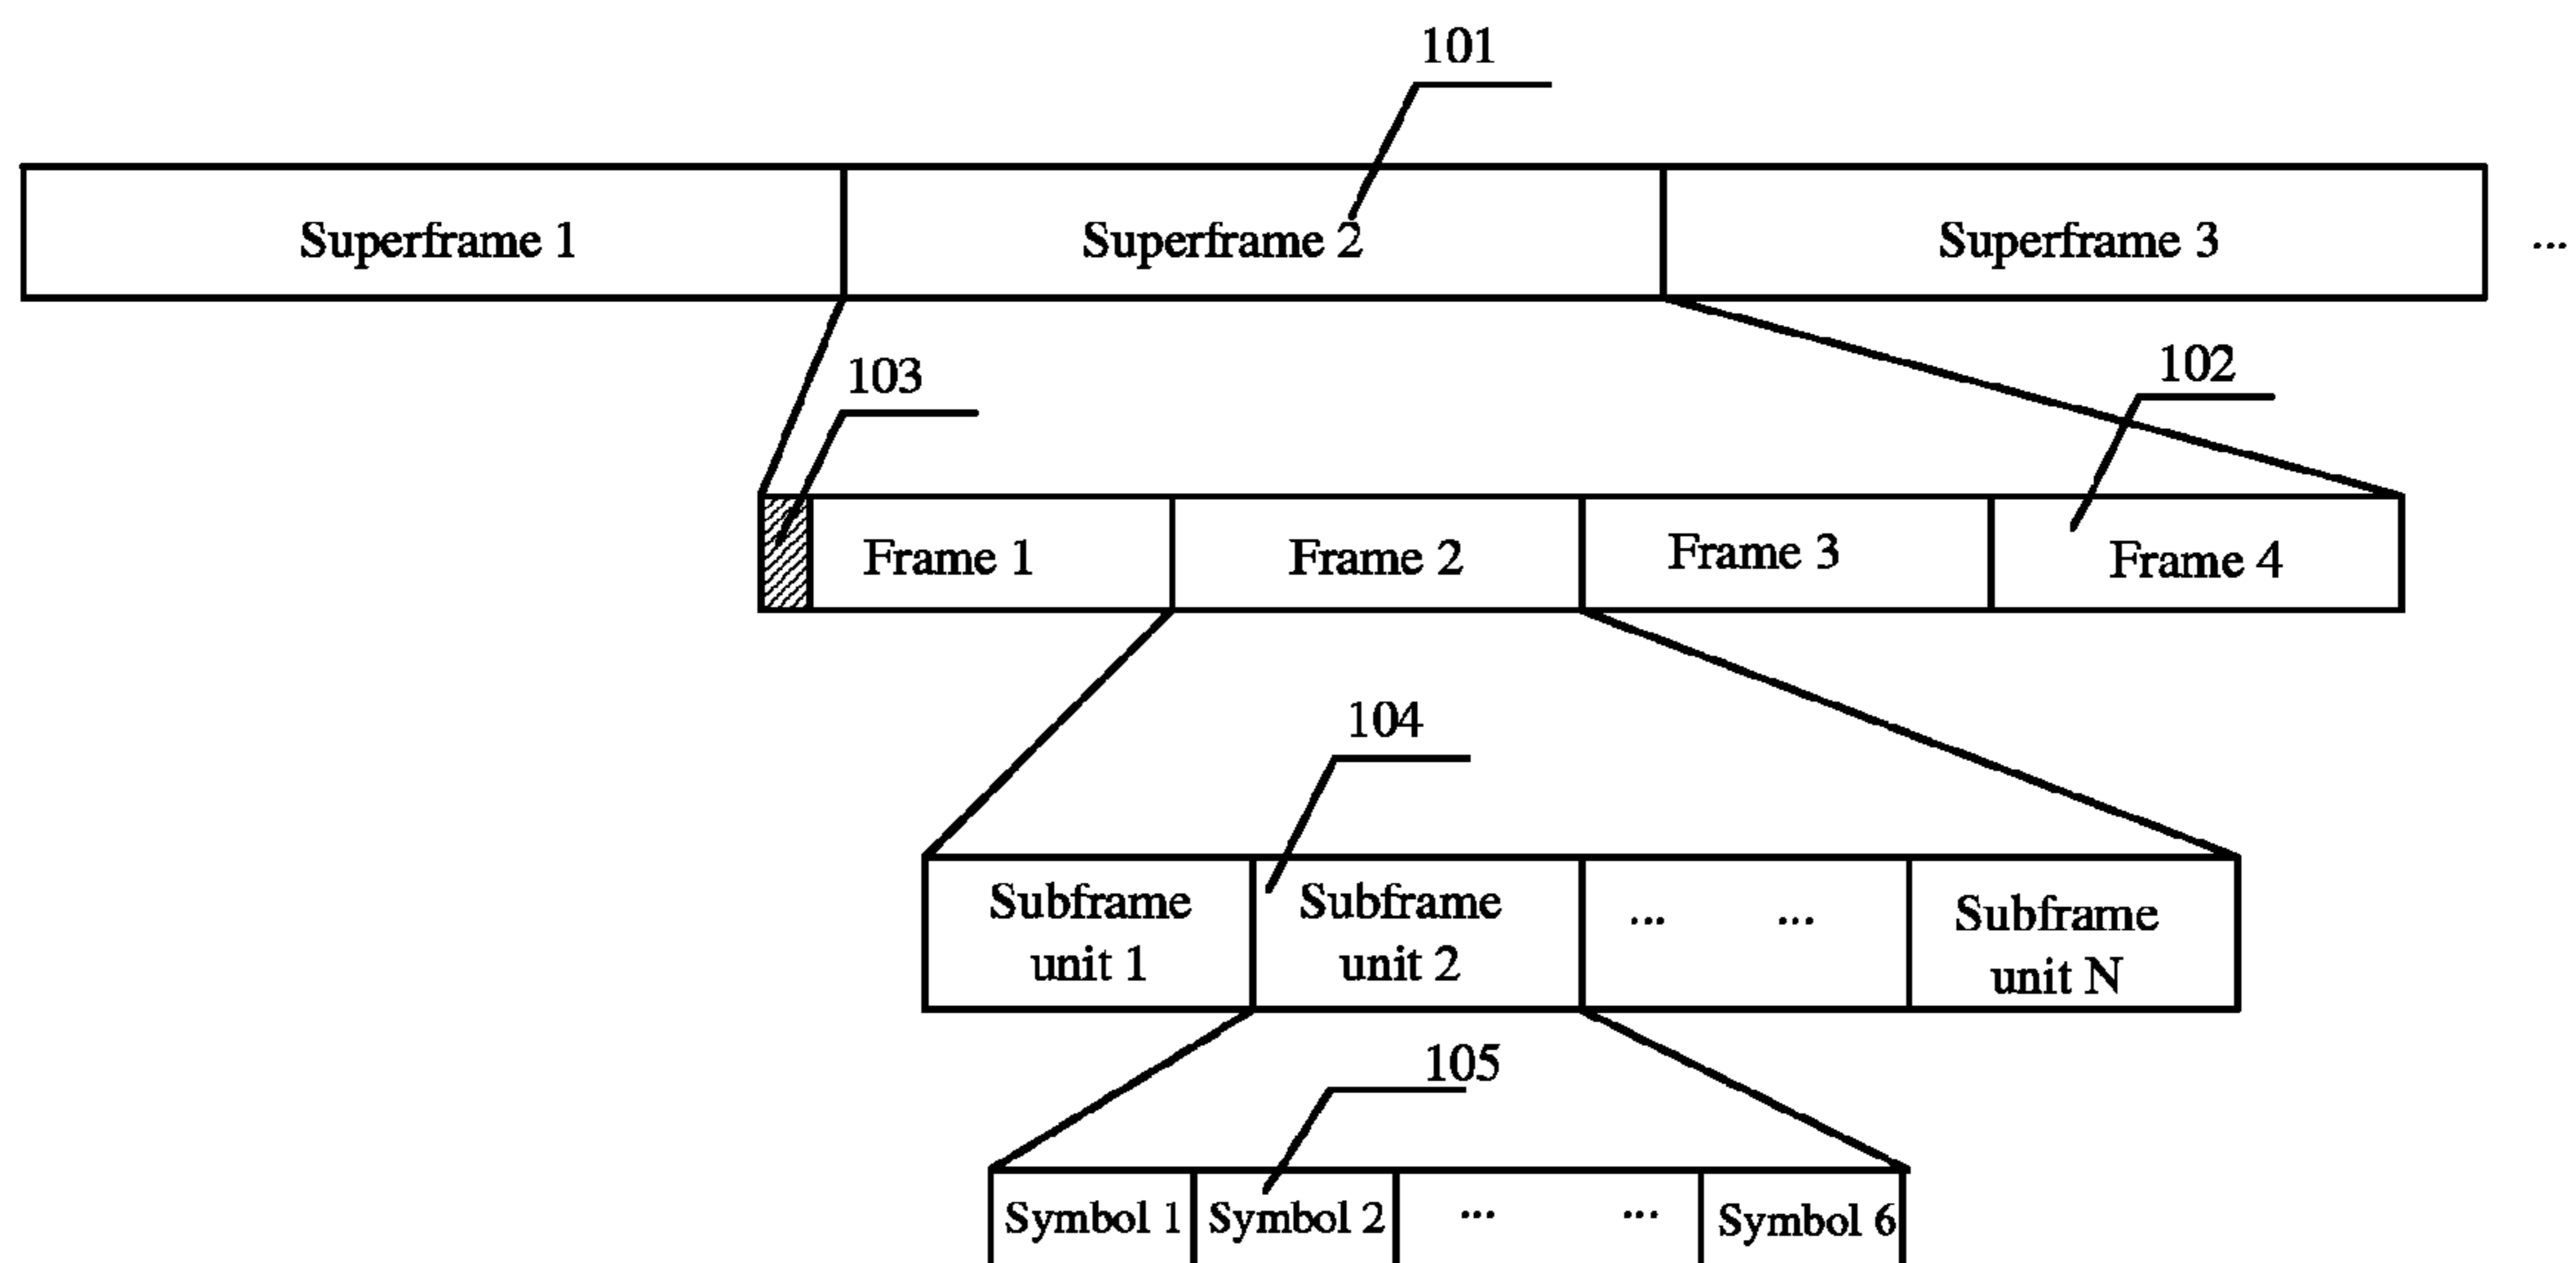 101
Superframe 1 Superframe 2 Superframe 3 ...
103 102
Frame 1 Frame 2 Frame 3 Frame 4
104
Subframe unit 1 Subframe unit 2 ... ... Subframe unit N
105
Symbol 1 Symbol 2 ... ... Symbol 6